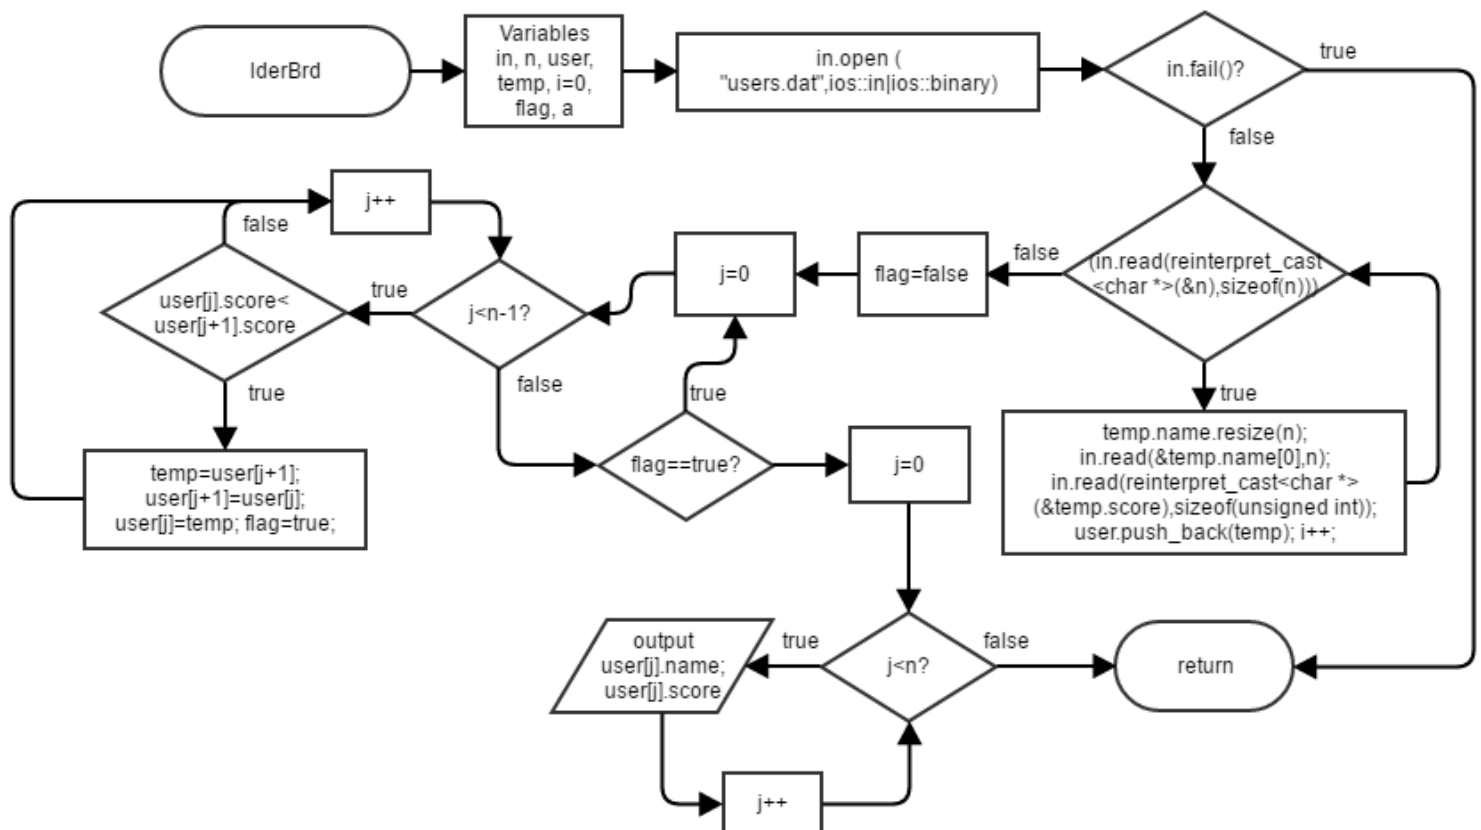 lderBrd
Variables
in, n, user,
temp, i=0,
flag, a
in.open (
"users.dat",ios::in|ios::binary)
in.fail()?
true
false
j++
false
user[j].score<
user[j+1].score
true
j<n-1?
j=0
flag=false
false
(in.read(reinterpret_cast
<char *>(&n),sizeof(n)))
true
false
true
true
temp=user[j+1];
user[j+1]=user[j];
user[j]=temp; flag=true;
flag==true?
j=0
temp.name.resize(n);
in.read(&temp.name[0],n);
in.read(reinterpret_cast<char *>
(&temp.score),sizeof(unsigned int));
user.push_back(temp); i++;
output
user[j].name;
user[j].score
true
j<n?
false
return
j++